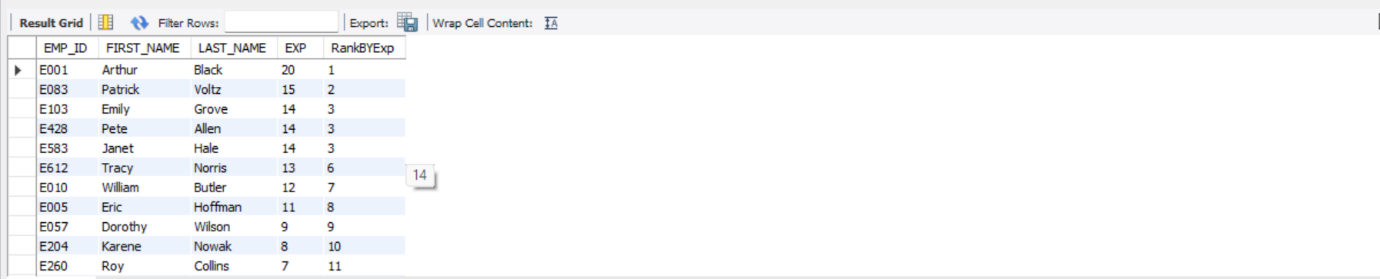 Result Grid Filter Rows: Export: Wrap Cell Content: IA
EMP_ID FIRST_NAME LAST_NAME EXP RankBYExp
E001 Arthur Black 20 1
E083 Patrick Voltz 15 2
E103 Emily Grove 14 3
E428 Pete Allen 14 3
E583 Janet Hale 14 3
E612 Tracy Norris 13 6
14
E010 William Butler 12 7
E005 Eric Hoffman 11 8
E057 Dorothy Wilson 9 9
E204 Karene Nowak 8 10
E260 Roy Collins 7 11